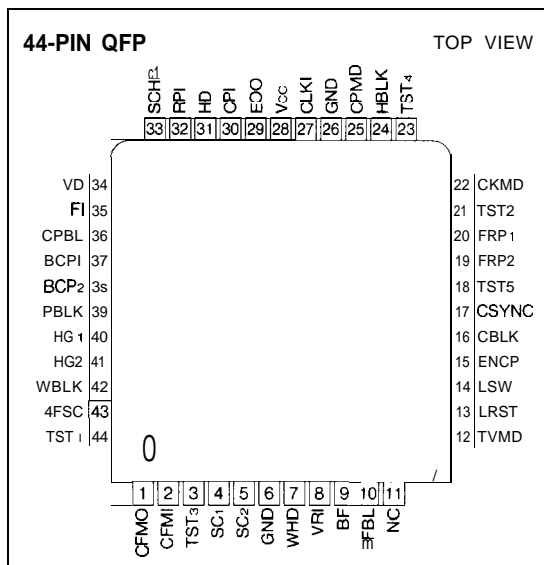 44-PIN QFP
TOP VIEW
RPI
HD
CPI
EOO
Vcc
CLKI
GND
CPMD
HBLK
TST4
33 32 31 30 29 28 27 26 25 24 23
VD 34
FI 35
CPBL 36
BCPI 37
BCP2 3s
PBLK 39
HG 1 40
HG2 41
WBLK 42
4FSC 43
TST I 44
22 CKMD
21 TST2
20 FRP1
19 FRP2
18 TST5
17 CSYNC
16 CBLK
15 ENCP
14 LSW
13 LRST
12 TVMD
0
1 2 3 4 5 6 7 8 9 10 11
CFMO
CFMI
TST3
SC1
SC2
GND
WHD
VRI
BF
NC